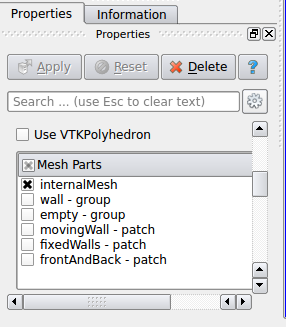 Properties Information
Properties
Apply Reset Delete ?
Search ... (use Esc to clear text)
Use VTKPolyhedron
Mesh Parts
internalMesh
wall - group
empty - group
movingWall - patch
fixedWalls - patch
frontAndBack - patch